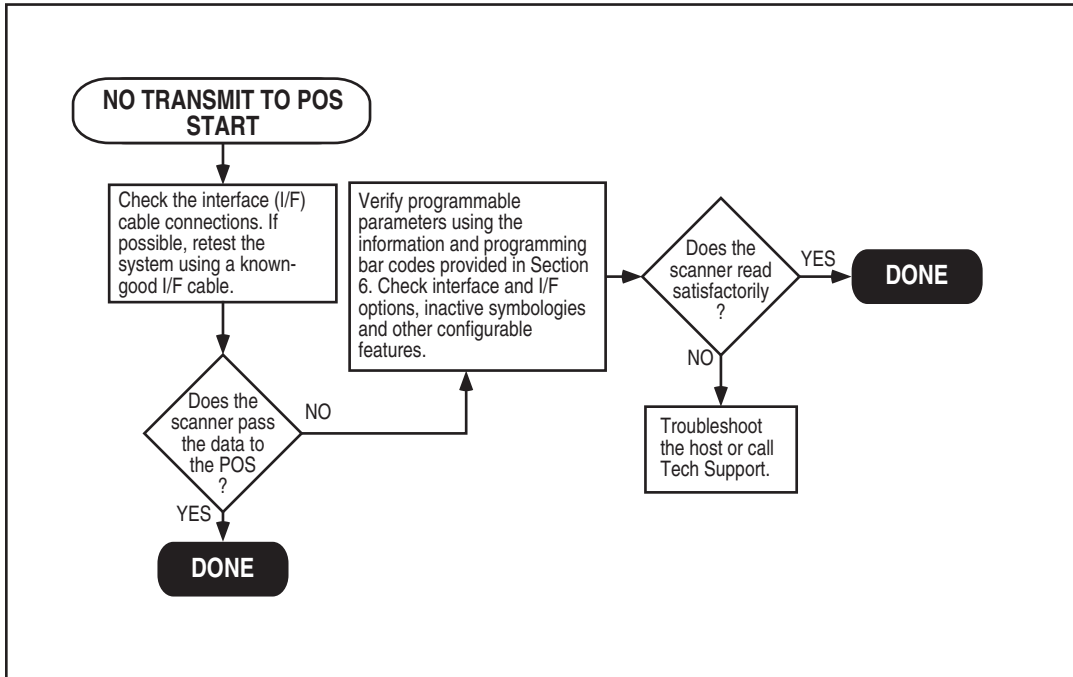 NO TRANSMIT TO POS
START
Check the interface (I/F)
cable connections. If
possible, retest the
system using a known-
good I/F cable.
Does the
scanner pass
the data to
the POS
?
YES
DONE
NO
Verify programmable
parameters using the
information and programming
bar codes provided in Section
6. Check interface and I/F
options, inactive symbologies
and other configurable
features.
Does the
scanner read
satisfactorily
?
YES
DONE
NO
Troubleshoot
the host or call
Tech Support.